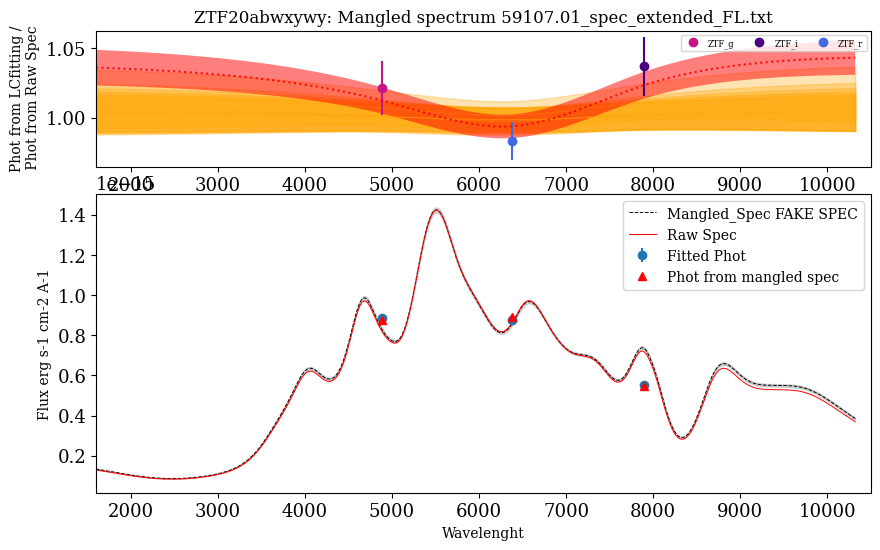 ZTF20abwxywy: Mangled spectrum 59107.01_spec_extended_FL.txt
Phot from LCfitting /
Phot from Raw Spec
1.05
1.00
ZTF_g
ZTF_i
ZTF_r
2000 3000 4000 5000 6000 7000 8000 9000 10000
1e−15
Flux erg s-1 cm-2 A-1
1.4
1.2
1.0
0.8
0.6
0.4
0.2
Mangled_Spec FAKE SPEC
Raw Spec
Fitted Phot
Phot from mangled spec
2000 3000 4000 5000 6000 7000 8000 9000 10000
Wavelenght